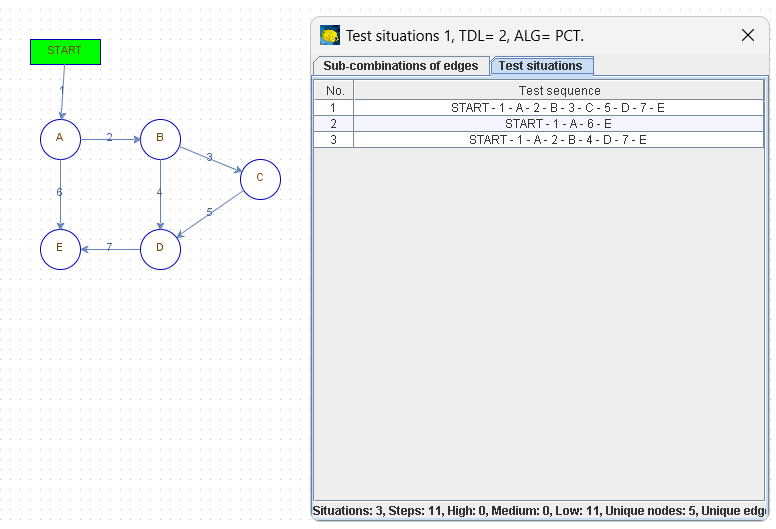 START
1
A
2
B
3
C
6
4
5
E
7
D
Test situations 1, TDL= 2, ALG= PCT.
Sub-combinations of edges
Test situations
No. Test sequence
1 START - 1 - A - 2 - B - 3 - C - 5 - D - 7 - E
2 START - 1 - A - 6 - E
3 START - 1 - A - 2 - B - 4 - D - 7 - E
Situations: 3, Steps: 11, High: 0, Medium: 0, Low: 11, Unique nodes: 5, Unique edg